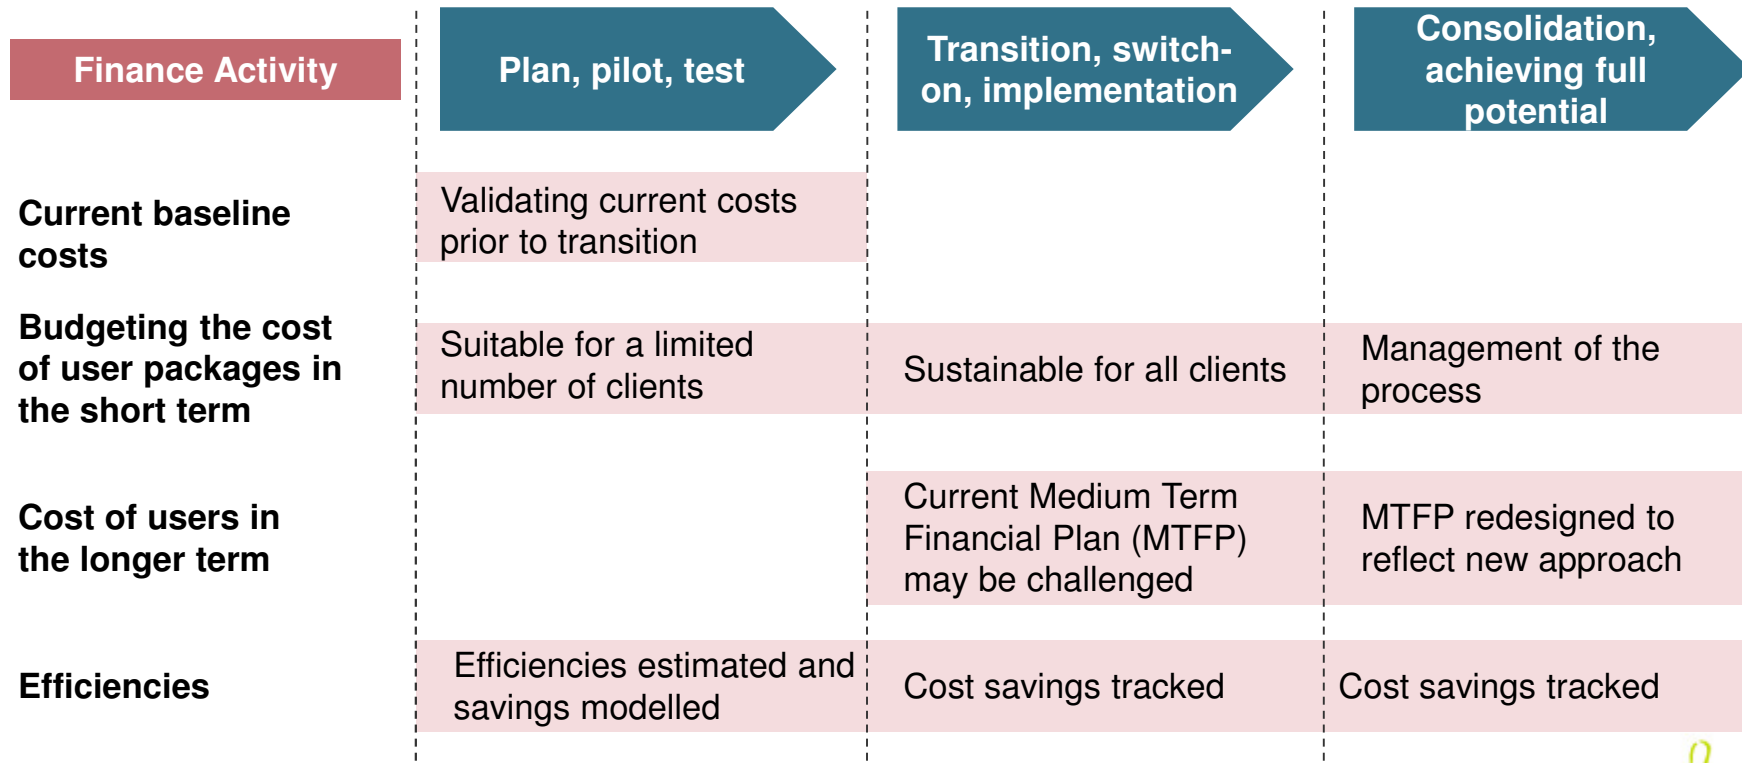 Finance Activity
Plan, pilot, test
Transition, switch-
on, implementation
Consolidation,
achieving full
potential
Current baseline
costs
Validating current costs
prior to transition
Budgeting the cost
of user packages in
the short term
Suitable for a limited
number of clients
Sustainable for all clients
Management of the
process
Cost of users in
the longer term
Current Medium Term
Financial Plan (MTFP)
may be challenged
MTFP redesigned to
reflect new approach
Efficiencies
Efficiencies estimated and
savings modelled
Cost savings tracked
Cost savings tracked